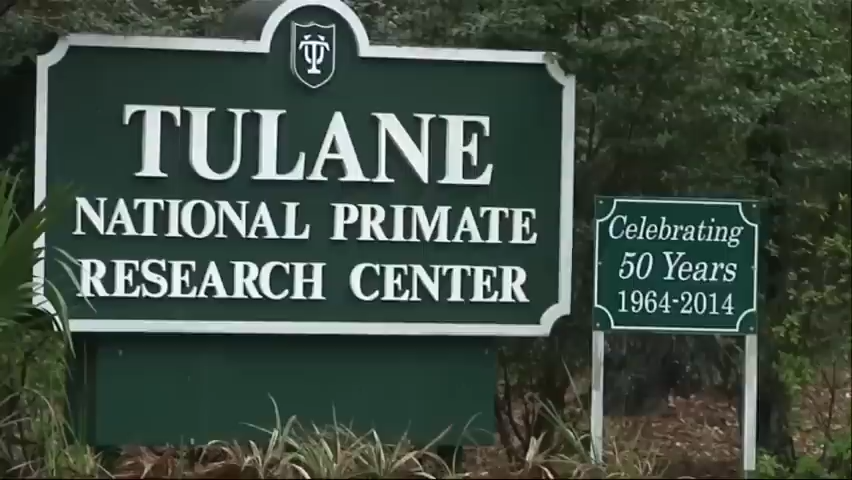 TULANE
NATIONAL PRIMATE
RESEARCH CENTER
Celebrating
50 Years
1964-2014